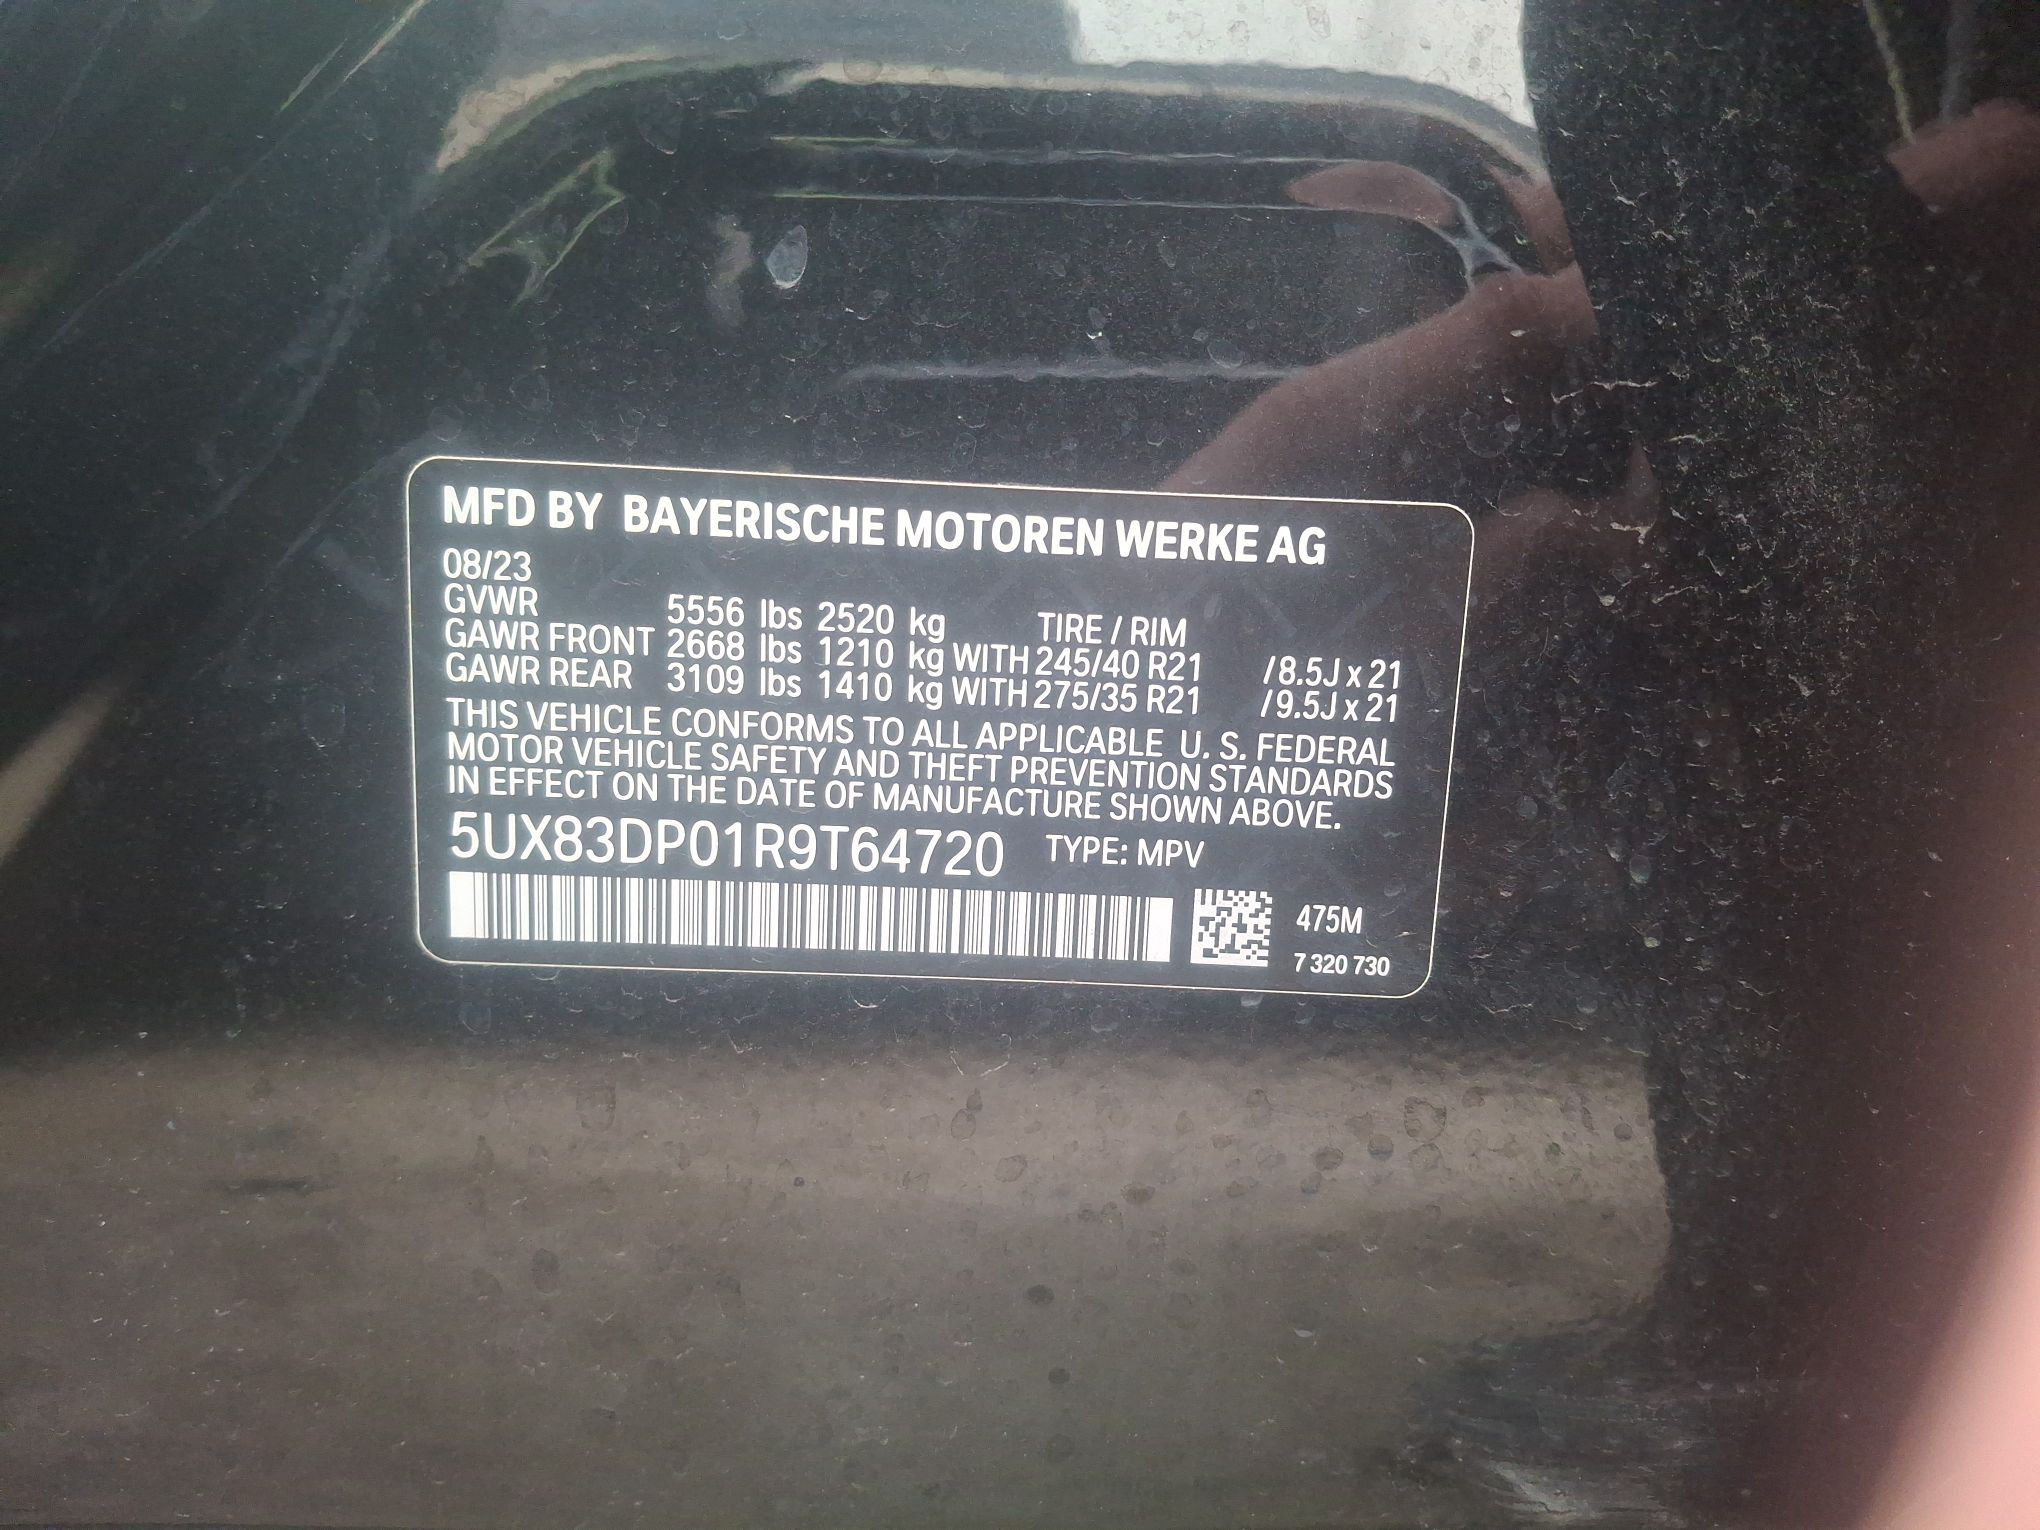 MFD BY BAYERISCHE MOTOREN WERKE AG
08/23
GVWR 5556 lbs 2520 kg TIRE / RIM
GAWR FRONT 2668 lbs 1210 kg WITH 245/40 R21 /8.5J x 21
GAWR REAR 3109 lbs 1410 kg WITH 275/35 R21 /9.5J x 21
THIS VEHICLE CONFORMS TO ALL APPLICABLE U. S. FEDERAL
MOTOR VEHICLE SAFETY AND THEFT PREVENTION STANDARDS
IN EFFECT ON THE DATE OF MANUFACTURE SHOWN ABOVE.
5UX83DP01R9T64720 TYPE: MPV
475M
7 320 730